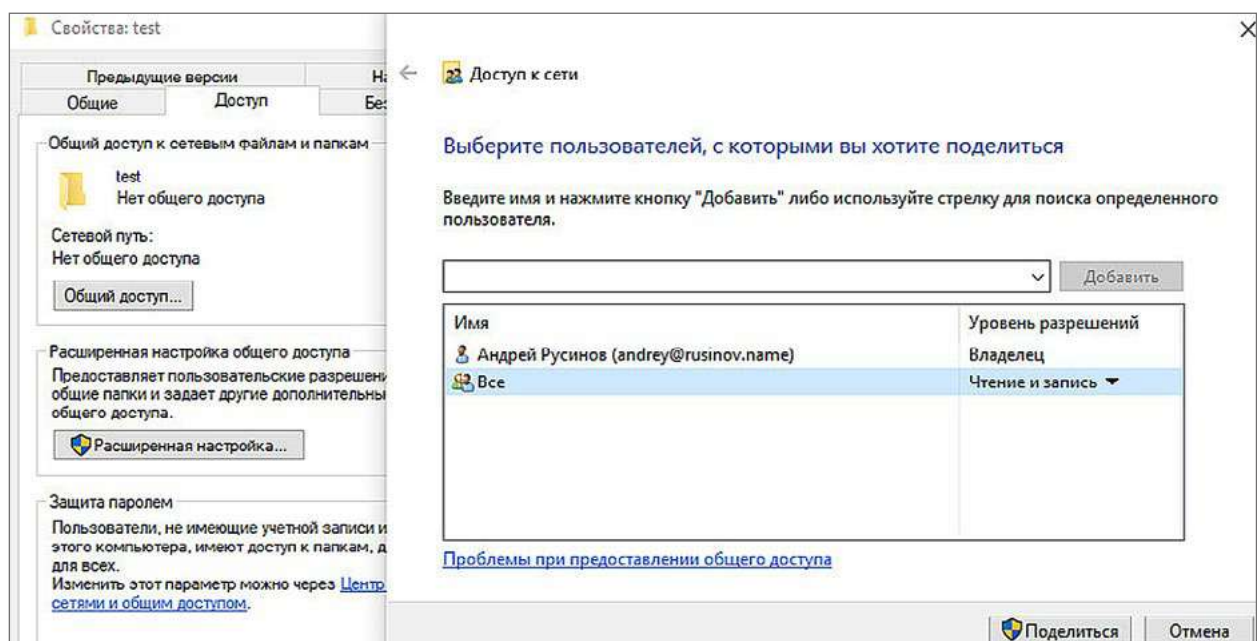 Свойства: test
Предыдущие версии
Общие
Доступ
Общий доступ к сетевым файлам и папкам
test
Нет общего доступа
Сетевой путь:
Нет общего доступа
Общий доступ...
Расширенная настройка общего доступа
Предоставляет пользовательские
общие папки и задает другие
общего доступа.
Расширенная настройка...
Защита паролем
Пользователи, не имеющие учетной записи
этого компьютера, имеют доступ к папкам,
для всех.
Изменить этот параметр можно через Центр
сетями и общим доступом.
Доступ к сети
Выберите пользователей, с которыми вы хотите поделиться
Введите имя и нажмите кнопку "Добавить" либо используйте стрелку для поиска определенного
пользователя.
Добавить
Имя Уровень разрешений
Андрей Русинов (andrey@rusinov.name) Владелец
Все Чтение и запись
Проблемы при предоставлении общего доступа
Поделиться Отмена